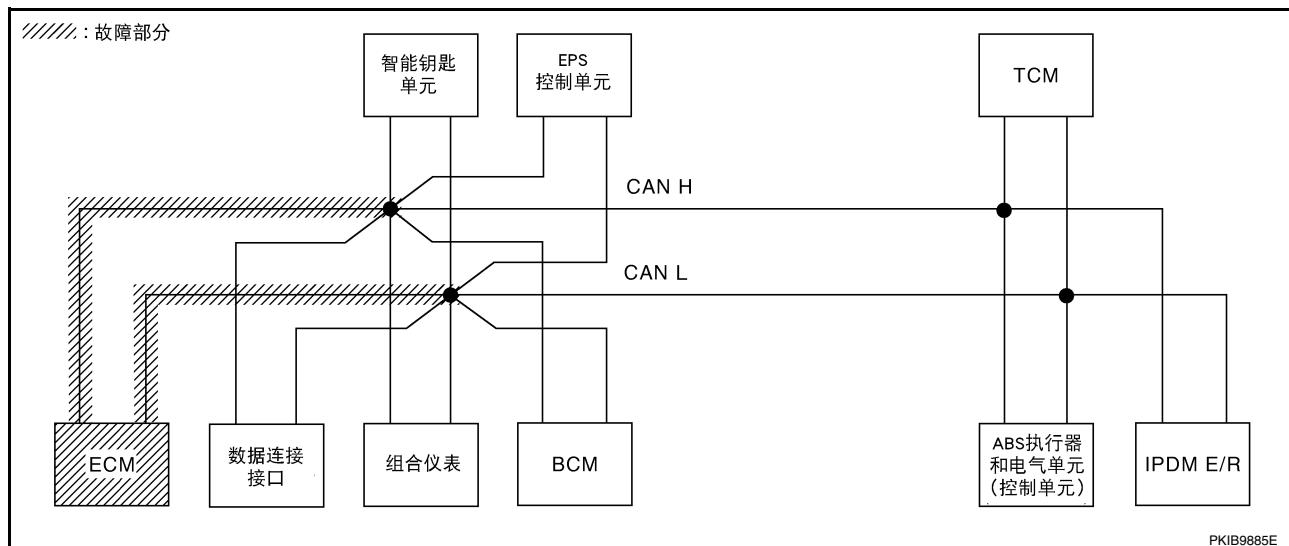 ：故障部分
智能钥匙
单元
EPS
控制单元
TCM
CAN H
CAN L
ECM
数据连接
接口
组合仪表
BCM
ABS执行器
和电气单元
（控制单元）
IPDM E/R
PKIB9885E